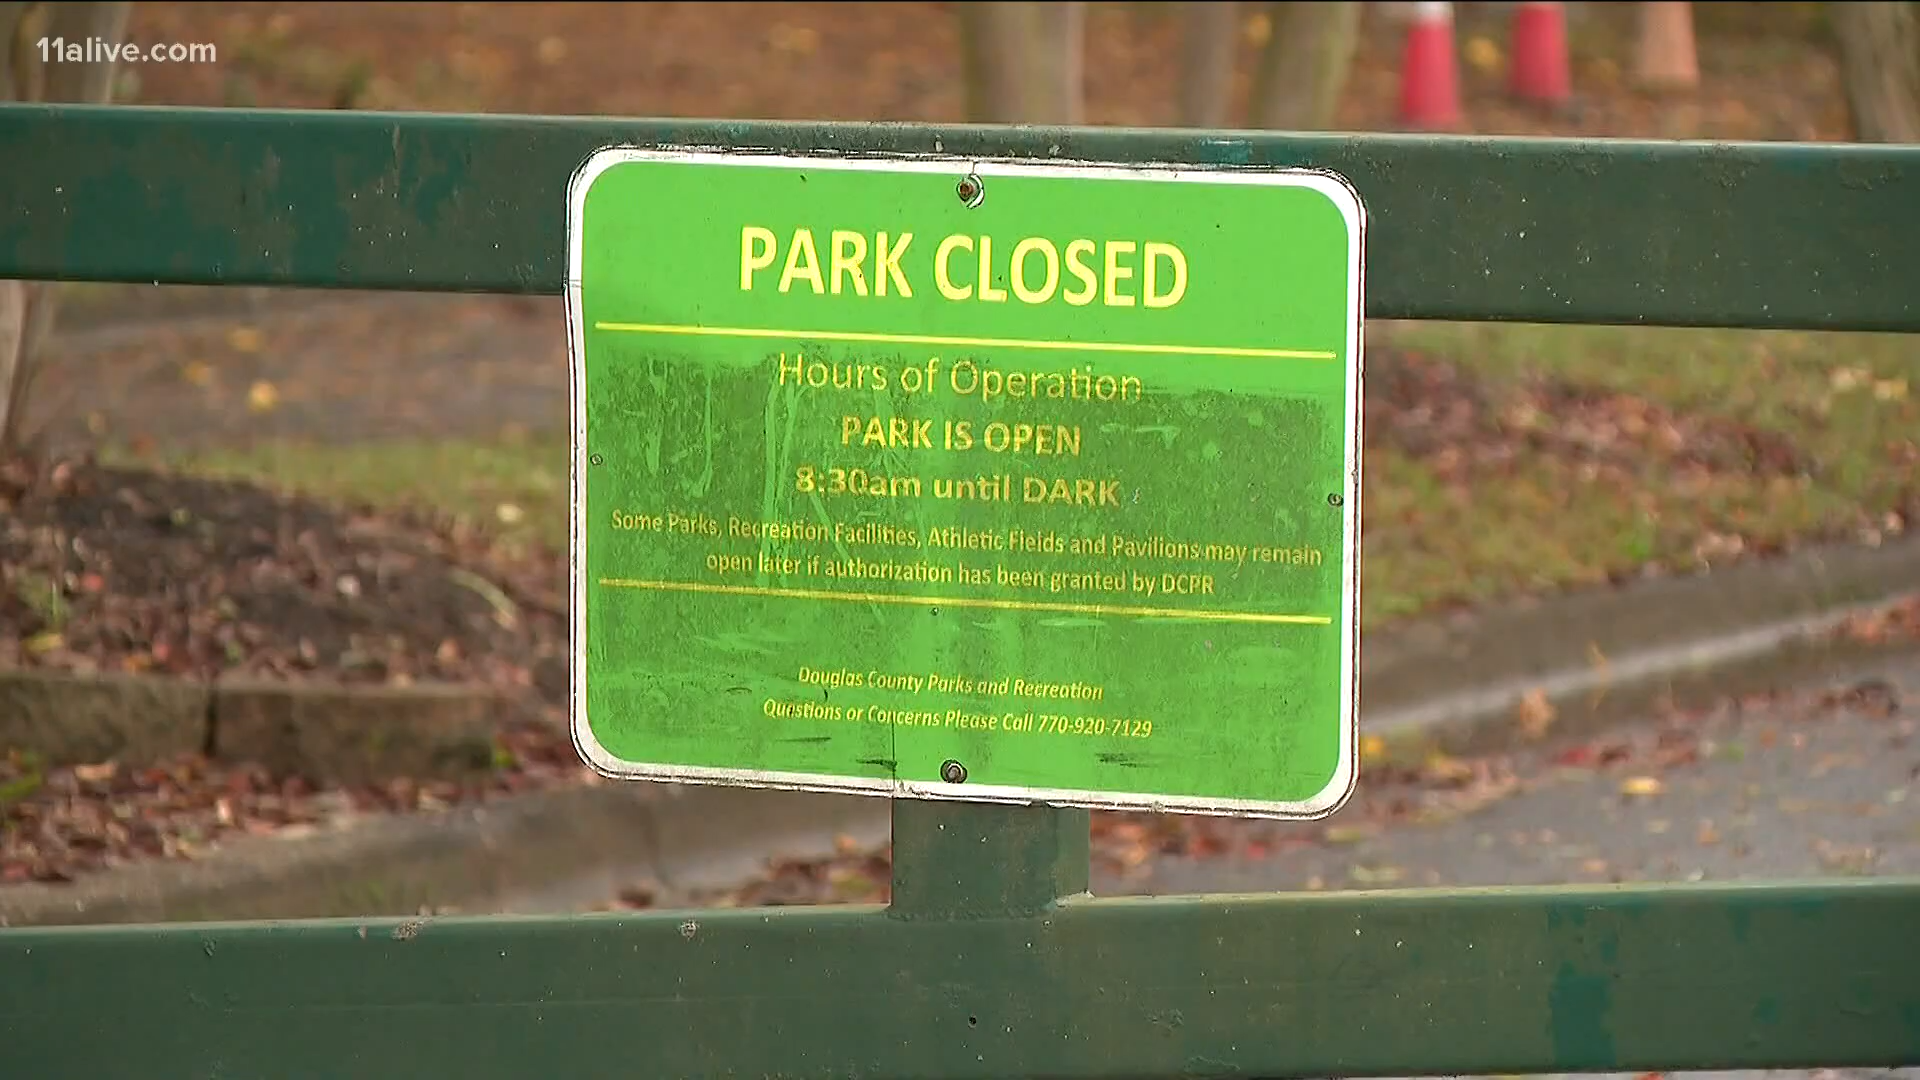 11alive.com
PARK CLOSED
Hours of Operation
PARK IS OPEN
8:30am until DARK
Some Parks, Recreation Facilities, Athletic Fields and Pavilions may remain
open later if authorization has been granted by DCPR
Douglas County Parks and Recreation
Questions or Concerns Please Call 770-920-7129